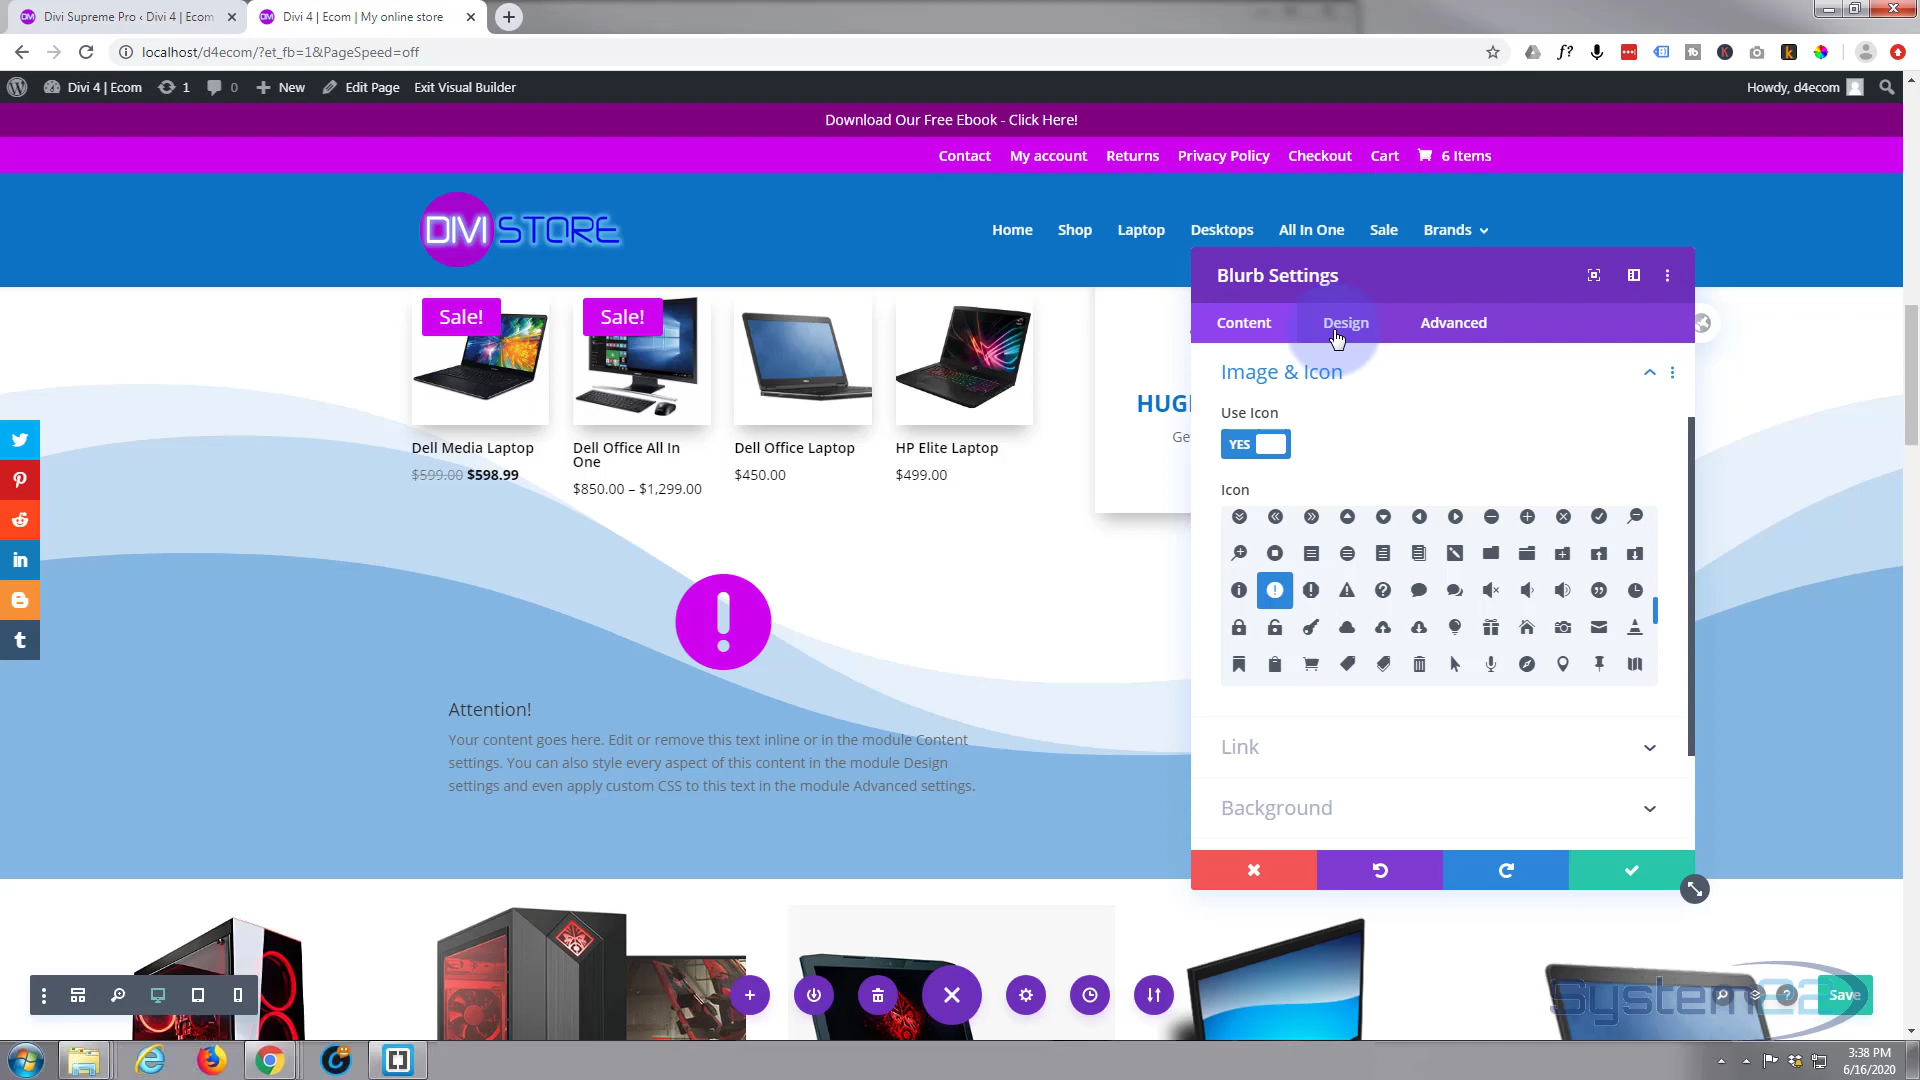 Divi Supreme Pro ‹ Divi 4 | Ecom
Divi 4 | Ecom | My online store
localhost/d4ecom/?et_fb=1&PageSpeed=off
Divi 4 | Ecom
1
0
New
Edit Page
Exit Visual Builder
Howdy, d4ecom
Download Our Free Ebook - Click Here!
Contact
My account
Returns
Privacy Policy
Checkout
Cart
6 Items
DIVI STORE
Home
Shop
Laptop
Desktops
All In One
Sale
Brands
Blurb Settings
Content
Design
Advanced
Sale!
Sale!
Dell Media Laptop
$599.00 $598.99
Dell Office All In
One
$850.00 – $1,299.00
Dell Office Laptop
$450.00
HP Elite Laptop
$499.00
Image & Icon
Use Icon
YES
Icon
Attention!
Your content goes here. Edit or remove this text inline or in the module Content
settings. You can also style every aspect of this content in the module Design
settings and even apply custom CSS to this text in the module Advanced settings.
Link
Background
Save
3:38 PM
6/16/2020